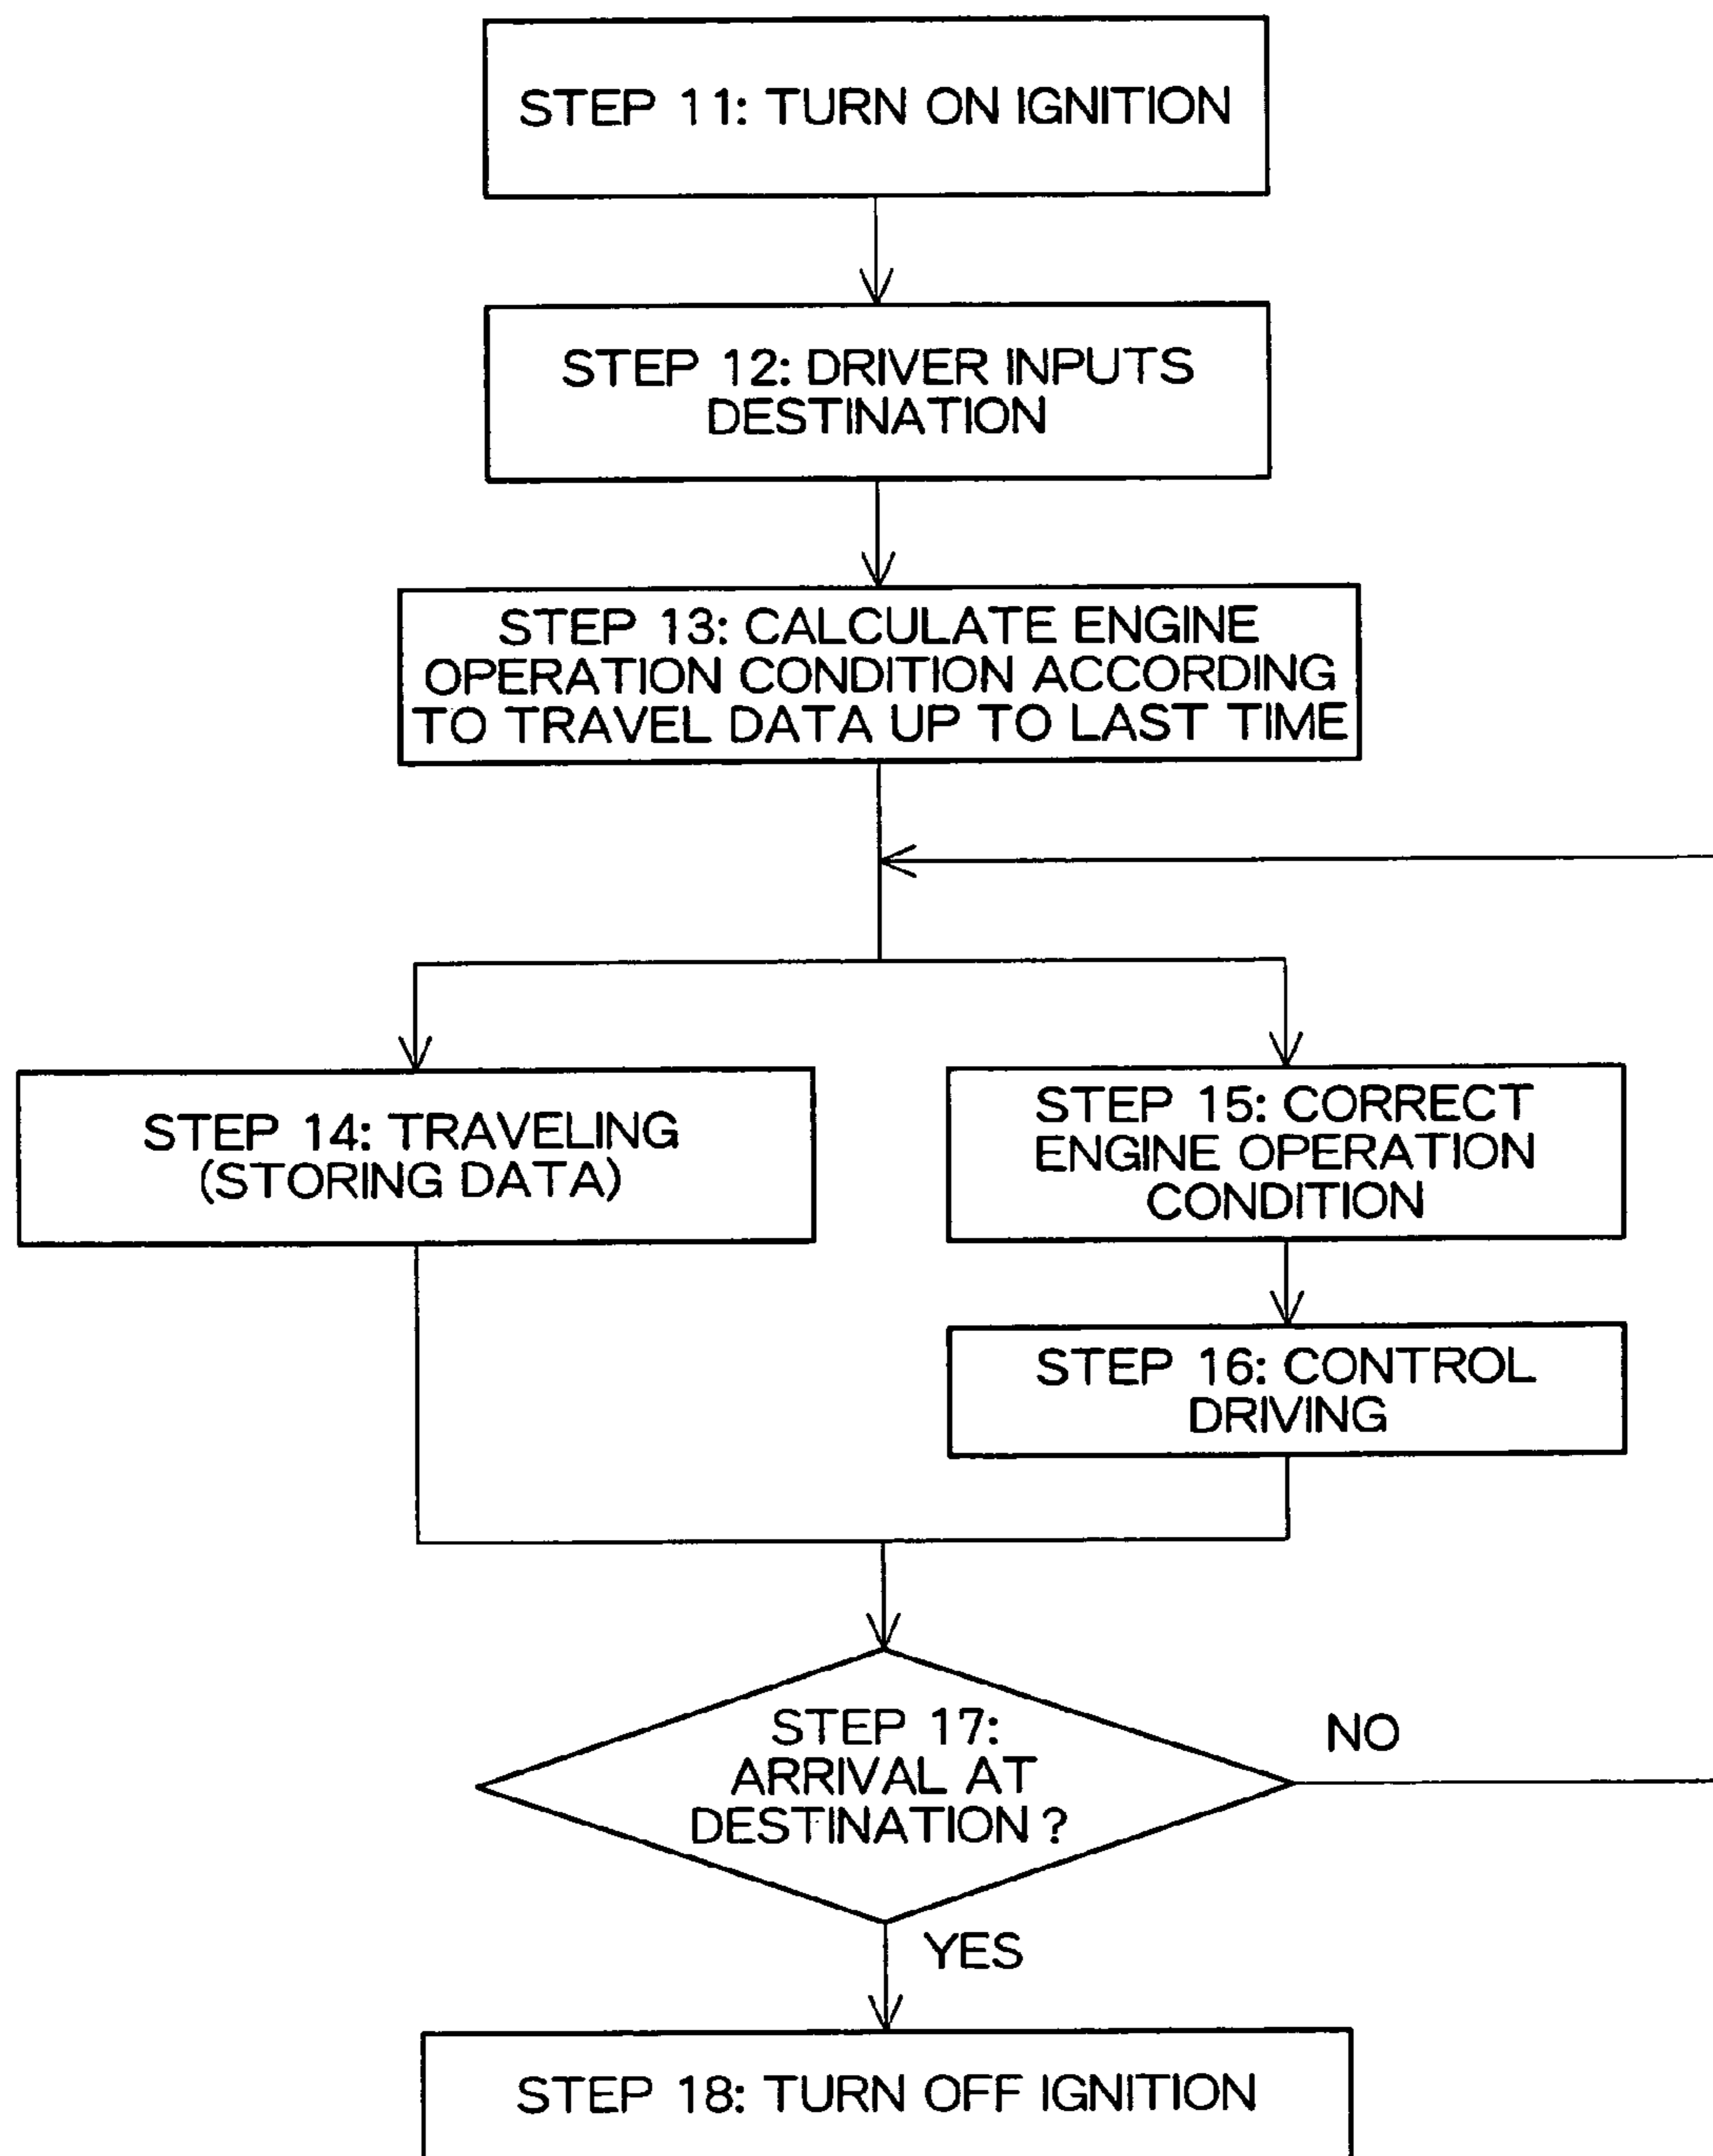 STEP 11: TURN ON IGNITION
STEP 12: DRIVER INPUTS
DESTINATION
STEP 13: CALCULATE ENGINE
OPERATION CONDITION ACCORDING
TO TRAVEL DATA UP TO LAST TIME
STEP 14: TRAVELING
(STORING DATA)
STEP 15: CORRECT
ENGINE OPERATION
CONDITION
STEP 16: CONTROL
DRIVING
STEP 17:
ARRIVAL AT
DESTINATION ?
NO
YES
STEP 18: TURN OFF IGNITION